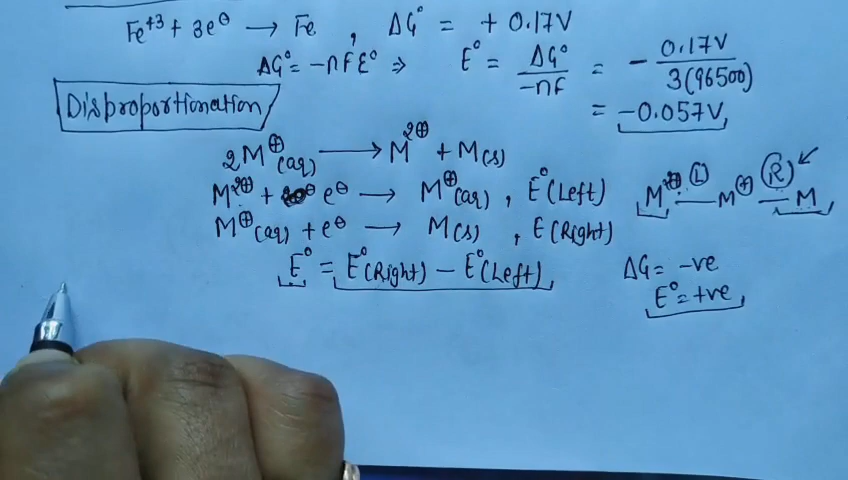 Fe⁺³ + 3e⊖ → Fe , ΔG° = + 0.17V
ΔG° = -nFE° ⇒ E° = ΔG°/-nF = - 0.17V/3(96500)
= -0.057V
Disproportionation
2M⊕(aq) → M²⊕ + M(s)
M²⊕ + e⊖ → M⊕(aq) , E°(Left)
M⊕(aq) + e⊖ → M(s) , E(Right)
E° = E°(Right) - E°(Left)
M²⊕ —(L)— M⊕ —(R)— M
ΔG = -ve
E° = +ve